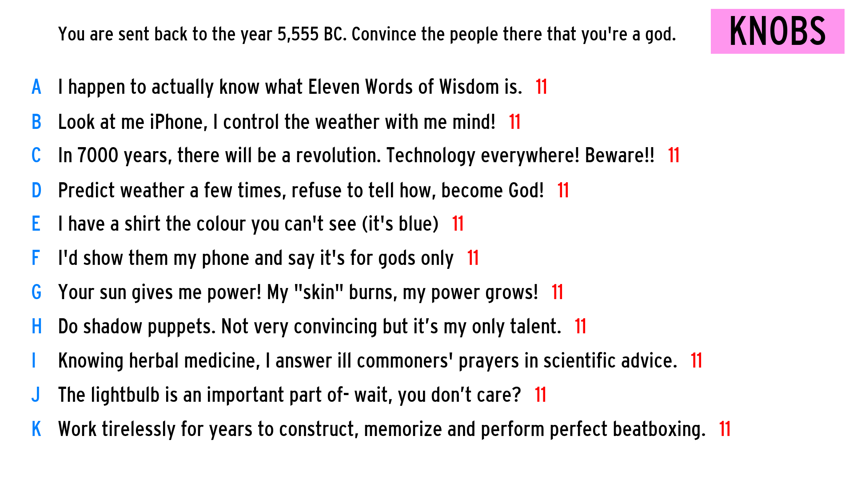 You are sent back to the year 5,555 BC. Convince the people there that you're a god. KNOBS
A I happen to actually know what Eleven Words of Wisdom is. 11
B Look at me iPhone, I control the weather with me mind! 11
C In 7000 years, there will be a revolution. Technology everywhere! Beware!! 11
D Predict weather a few times, refuse to tell how, become God! 11
E I have a shirt the colour you can't see (it's blue) 11
F I'd show them my phone and say it's for gods only 11
G Your sun gives me power! My "skin" burns, my power grows! 11
H Do shadow puppets. Not very convincing but it’s my only talent. 11
I Knowing herbal medicine, I answer ill commoners' prayers in scientific advice. 11
J The lightbulb is an important part of- wait, you don’t care? 11
K Work tirelessly for years to construct, memorize and perform perfect beatboxing. 11